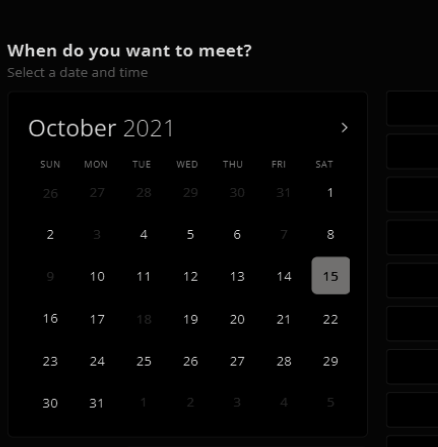 When do you want to meet?
Select a date and time
October 2021 >
SUN MON TUE WED THU FRI SAT
26 27 28 29 30 31 1
2 3 4 5 6 7 8
9 10 11 12 13 14 15
16 17 18 19 20 21 22
23 24 25 26 27 28 29
30 31 1 2 3 4 5